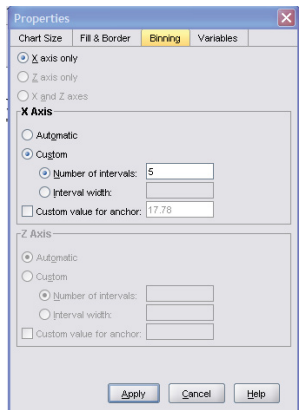 Properties
Chart Size Fill & Border Binning Variables
X axis only
Z axis only
X and Z axes
X Axis
Automatic
Custom
Number of intervals: 5
Interval width:
Custom value for anchor: 17.78
Z Axis
Automatic
Custom
Number of intervals:
Interval width:
Custom value for anchor:
Apply Cancel Help